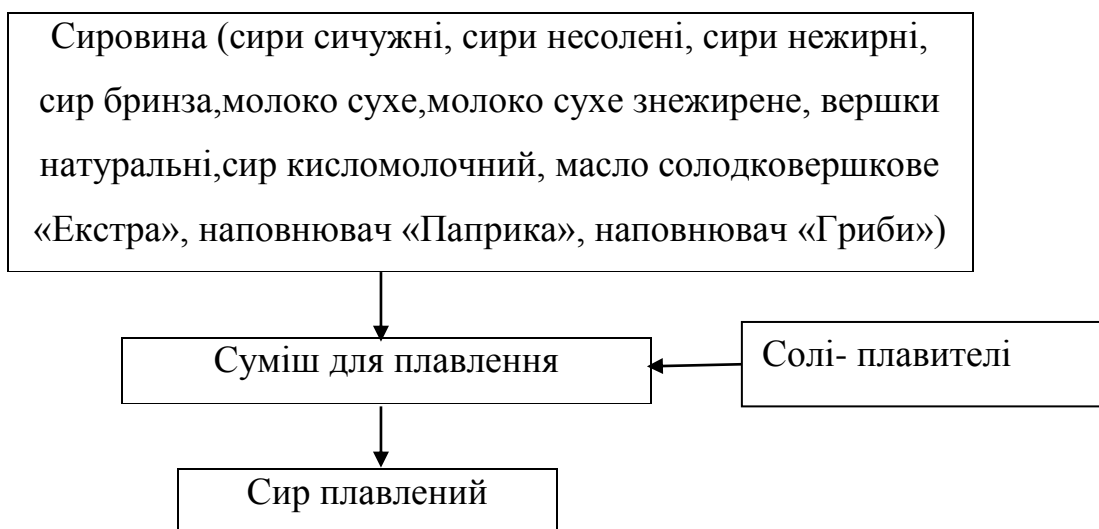 Сировина (сири сичужні, сири несолені, сири нежирні,
сир бринза,молоко сухе,молоко сухе знежирене, вершки
натуральні,сир кисломолочний, масло солодковершкове
«Екстра», наповнювач «Паприка», наповнювач «Гриби»)
Суміш для плавлення
Солі- плавителі
Сир плавлений